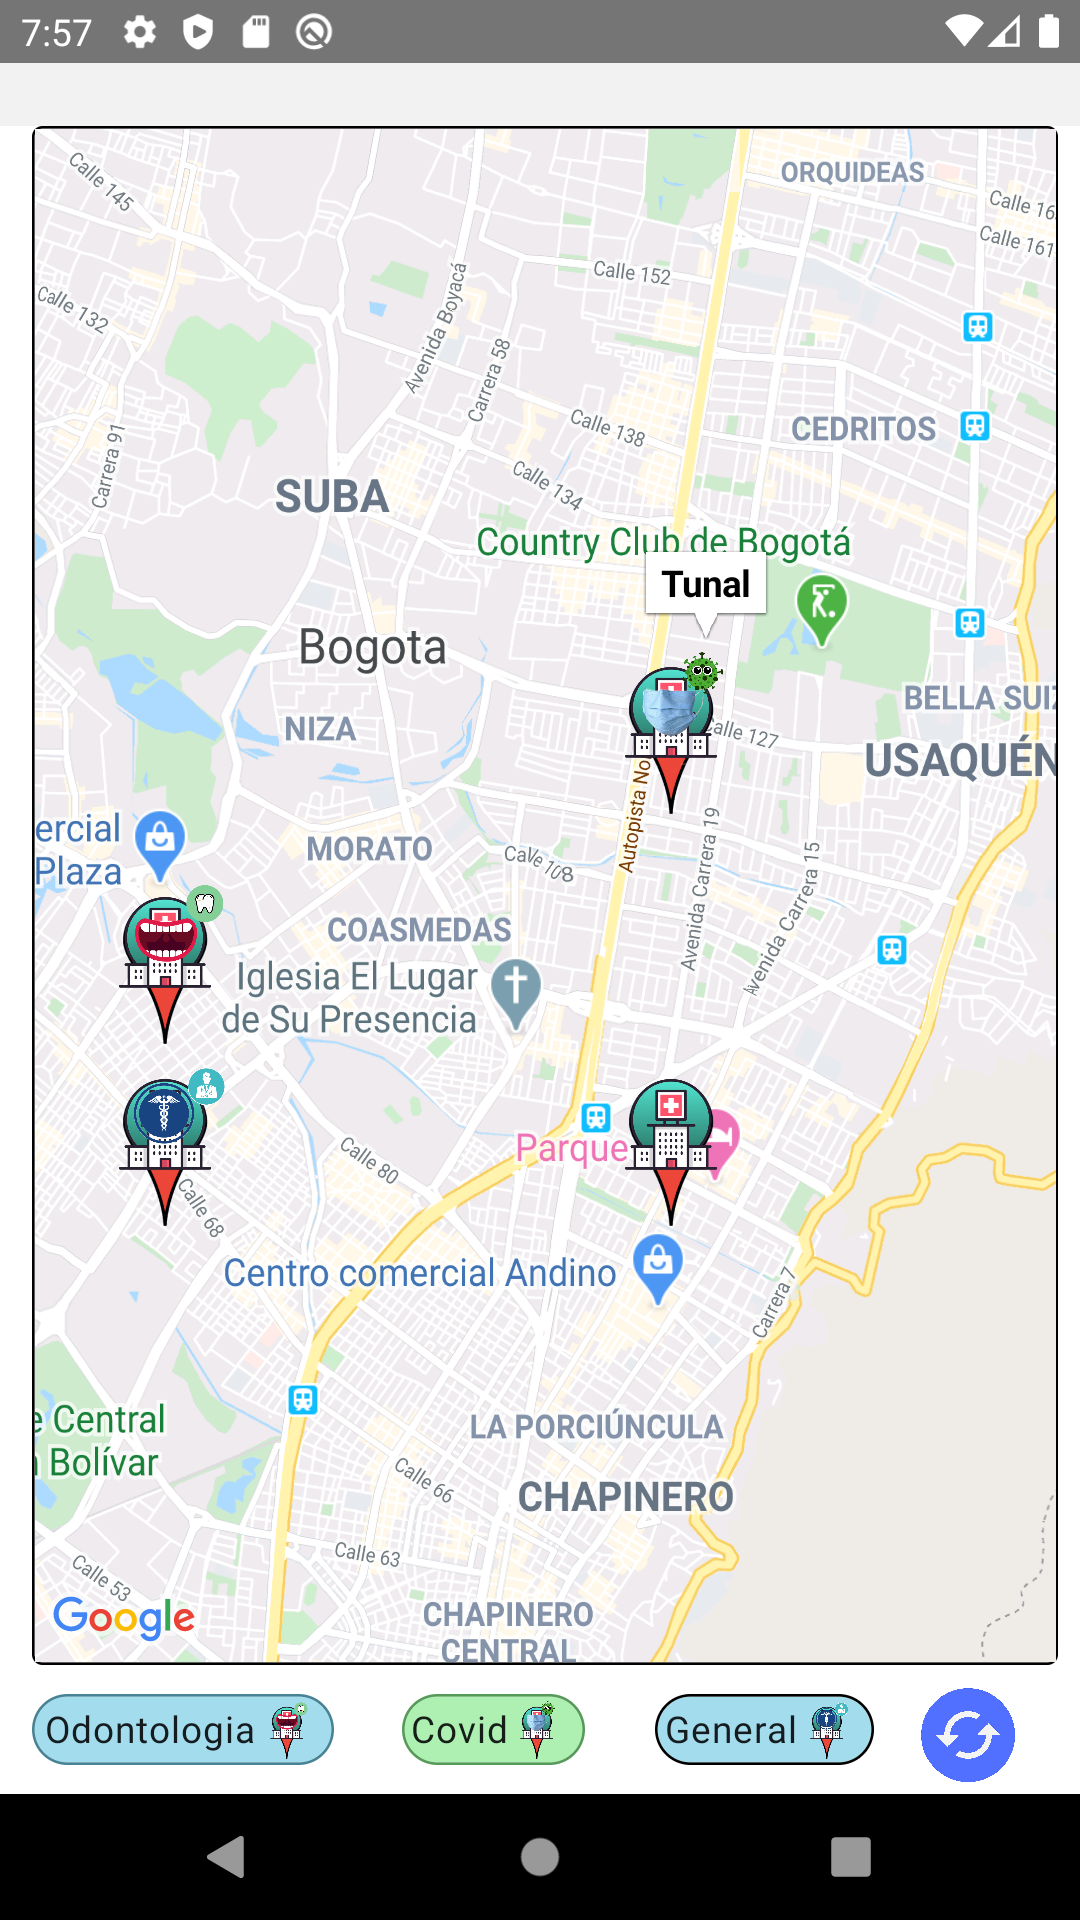 7:57
ORQUIDEAS
Calle 145
Calle 16
Calle 161
Calle 152
Calle 132
Avenida Boyacá
Carrera 58
CEDRITOS
Calle 138
Carrera 91
Calle 134
SUBA
Country Club de Bogotá
Tunal
Bogota
BELLA SUIZ
NIZA
Calle 127
USAQUÉN
Autopista No
ercial
Plaza
MORATO
Calle 108
Avenida Carrera 19
Avenida Carrera 15
COASMEDAS
Iglesia El Lugar
de Su Presencia
Parque
Calle 80
Calle 68
Centro comercial Andino
Carrera 7
e Central
Bolívar
LA PORCIÚNCULA
Calle 66
CHAPINERO
Calle 63
Calle 53
Google
CHAPINERO
CENTRAL
Odontologia
Covid
General